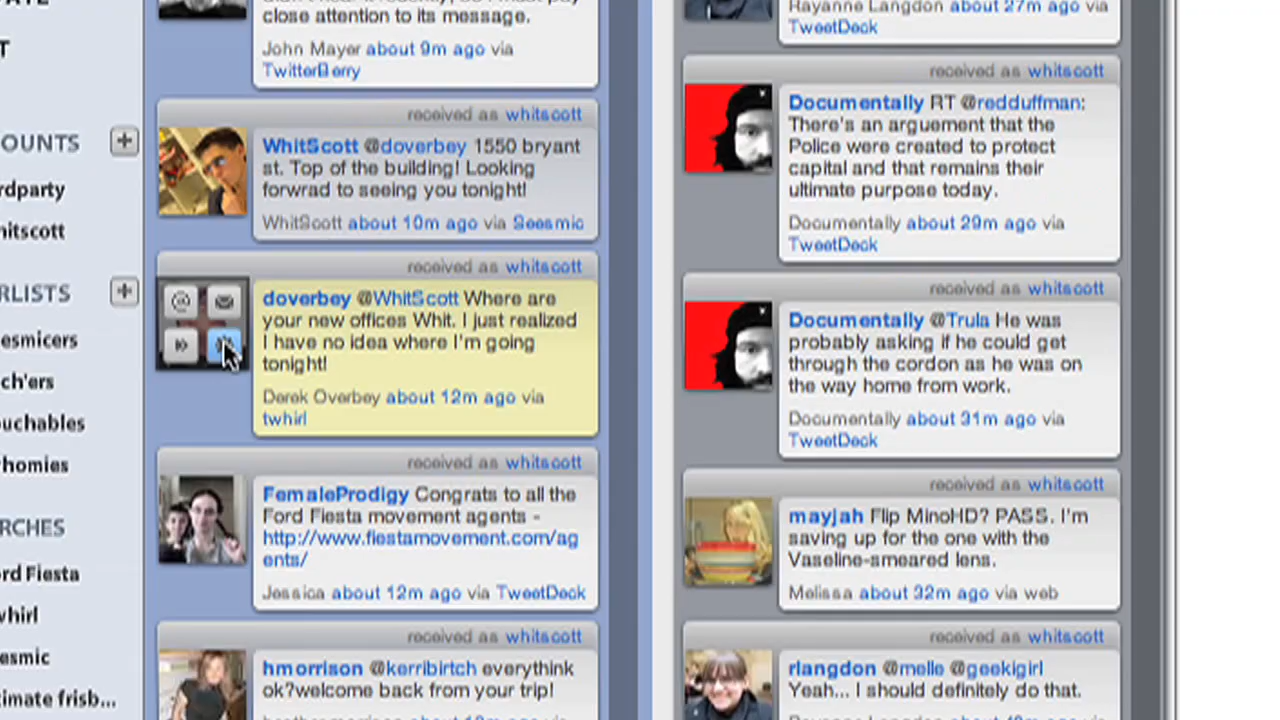 T
OUNTS
rdparty
hitscott
RLISTS
esmicers
ch'ers
ouchables
homies
RCHES
ord Fiesta
whirl
esmic
timate frisb...
close attention to its message.
John Mayer about 9m ago via
TwitterBerry
received as whitscott
WhitScott @doverbey 1550 bryant
st. Top of the building! Looking
forwrad to seeing you tonight!
WhitScott about 10m ago via Seesmic
received as whitscott
doverbey @WhitScott Where are
your new offices Whit. I just realized
I have no idea where I'm going
tonight!
Derek Overbey about 12m ago via
twhirl
received as whitscott
FemaleProdigy Congrats to all the
Ford Fiesta movement agents -
http://www.fiestamovement.com/ag
ents/
Jessica about 12m ago via TweetDeck
received as whitscott
hmorrison @kerribirtch everything
ok?welcome back from your trip!
Rayanne Langdon about 27m ago via
TweetDeck
received as whitscott
Documentally RT @redduffman:
There's an arguement that the
Police were created to protect
capital and that remains their
ultimate purpose today.
Documentally about 29m ago via
TweetDeck
received as whitscott
Documentally @Trula He was
probably asking if he could get
through the cordon as he was on
the way home from work.
Documentally about 31m ago via
TweetDeck
received as whitscott
mayjah Flip MinoHD? PASS. I'm
saving up for the one with the
Vaseline-smeared lens.
Melissa about 32m ago via web
received as whitscott
rlangdon @melle @geekigirl
Yeah... I should definitely do that.